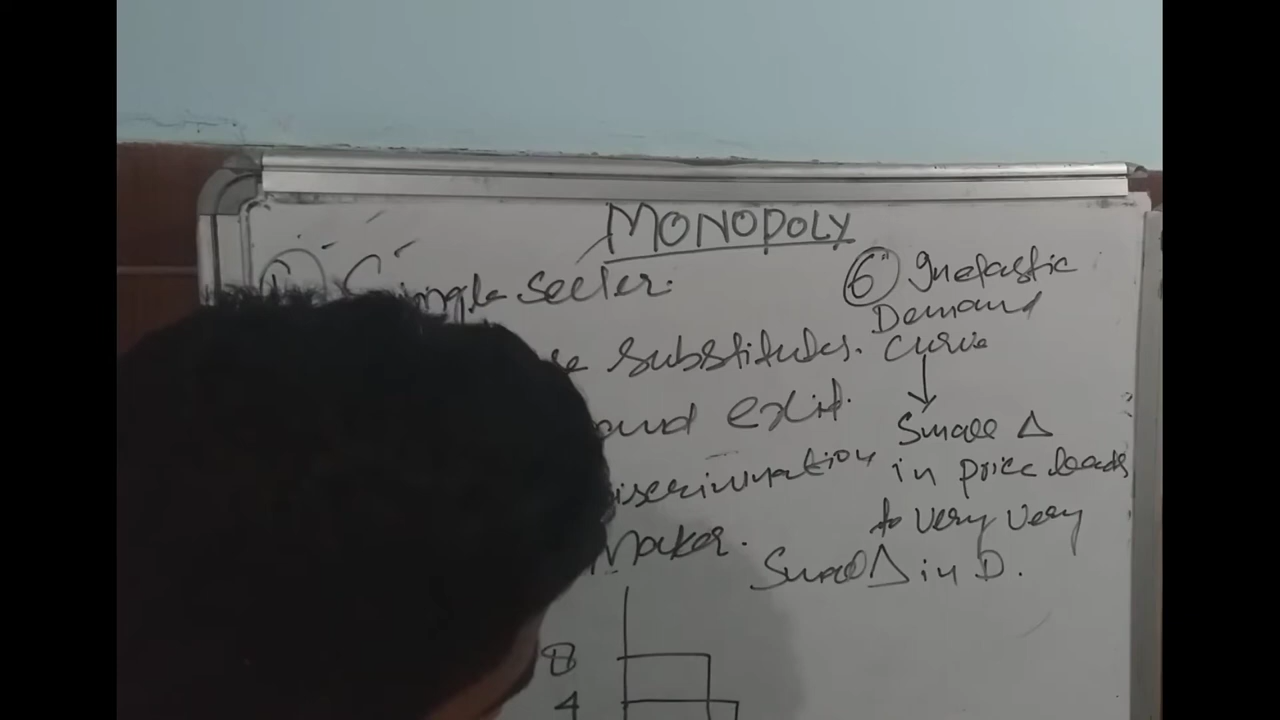 MONOPOLY
Single seller.
substitutes.
and exit.
iscrimination
Maker.
8
4
6 Inelastic
Demand
curve
↓
Small Δ
in price leads
to very very
Small Δ in D.